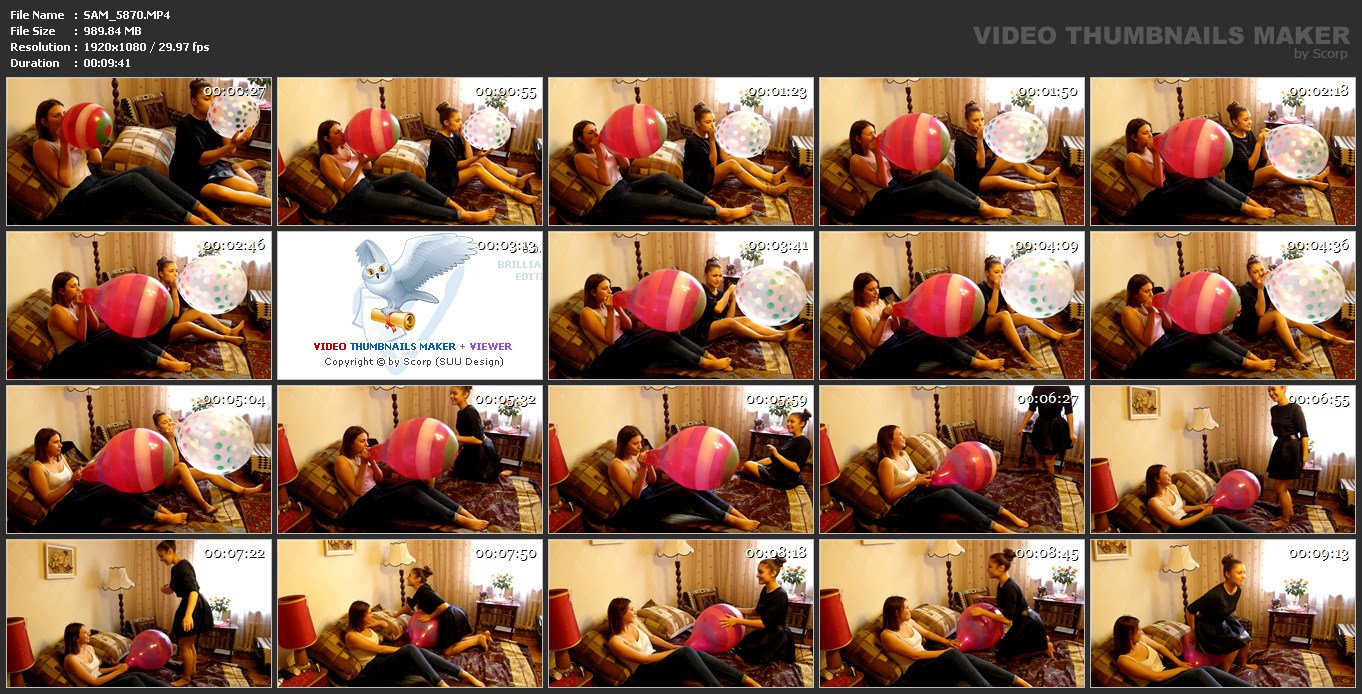 File Name : SAM_5870.MP4
File Size : 989.84 MB
Resolution : 1920x1080 / 29.97 fps
Duration : 00:09:41
VIDEO THUMBNAILS MAKER
by Scorp
00:00:27
00:00:55
00:01:23
00:01:50
00:02:18
00:02:46
00:03:13
BRILLIA
EDIT
VIDEO THUMBNAILS MAKER + VIEWER
Copyright © by Scorp (SUU Design)
00:03:41
00:04:09
00:04:36
00:05:04
00:05:32
00:05:59
00:06:27
00:06:55
00:07:22
00:07:50
00:08:18
00:08:45
00:09:13